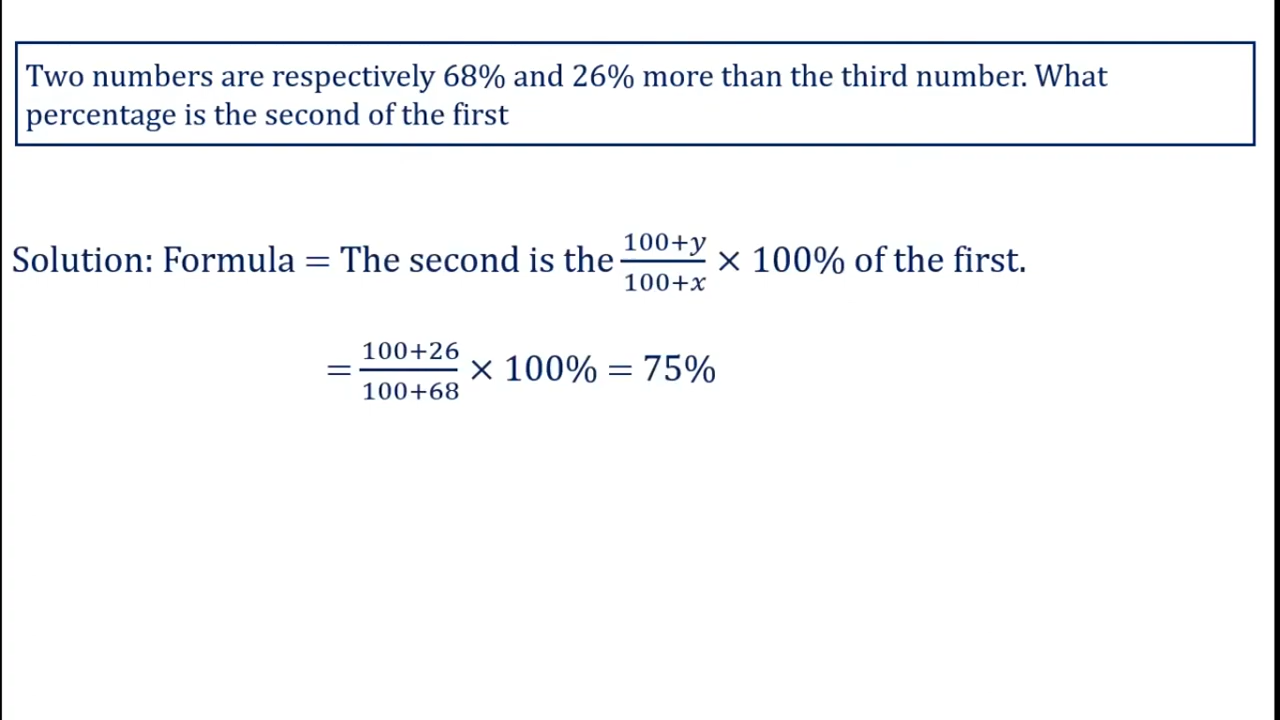 Two numbers are respectively 68% and 26% more than the third number. What
percentage is the second of the first
Solution: Formula = The second is the \frac{100+y}{100+x} × 100% of the first.
= \frac{100+26}{100+68} × 100% = 75%